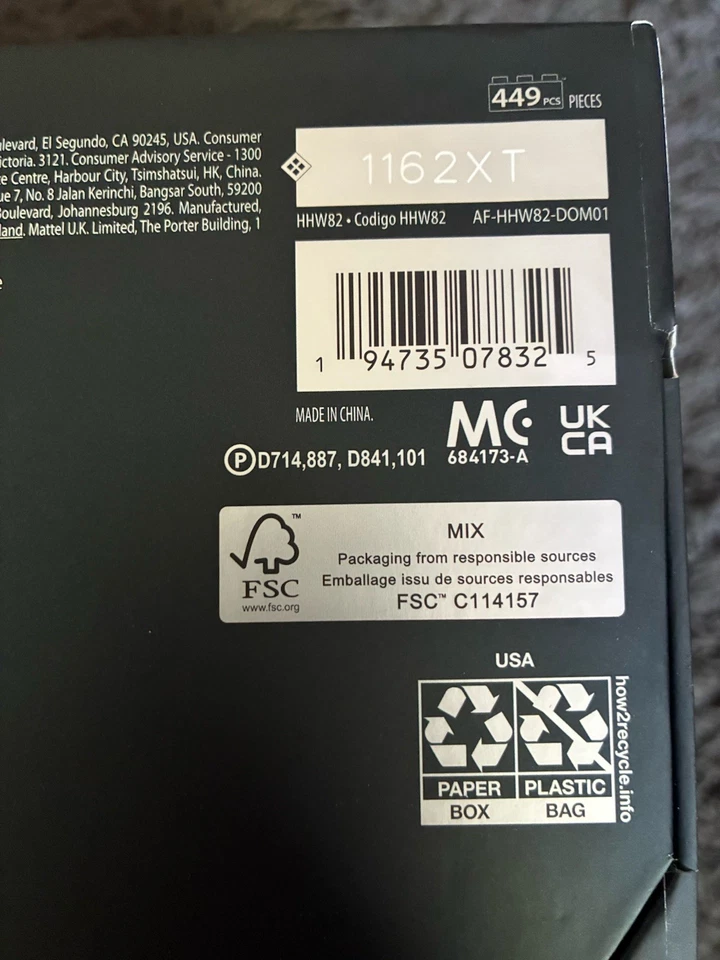 449 PCS PIECES
levard, El Segundo, CA 90245, USA. Consumer
ictoria. 3121. Consumer Advisory Service - 1300
e Centre, Harbour City, Tsimshatsui, HK, China.
ue 7, No. 8 Jalan Kerinchi, Bangsar South, 59200
Boulevard, Johannesburg 2196. Manufactured,
land. Mattel U.K. Limited, The Porter Building, 1
e
1162XT
HHW82 • Codigo HHW82 AF-HHW82-DOM01
1 94735 07832 5
MADE IN CHINA.
MC
684173-A
UK
CA
Ⓟ D714,887, D841,101
FSC
www.fsc.org
TM
MIX
Packaging from responsible sources
Emballage issu de sources responsables
FSC™ C114157
USA
PAPER PLASTIC
BOX BAG
how2recycle.info